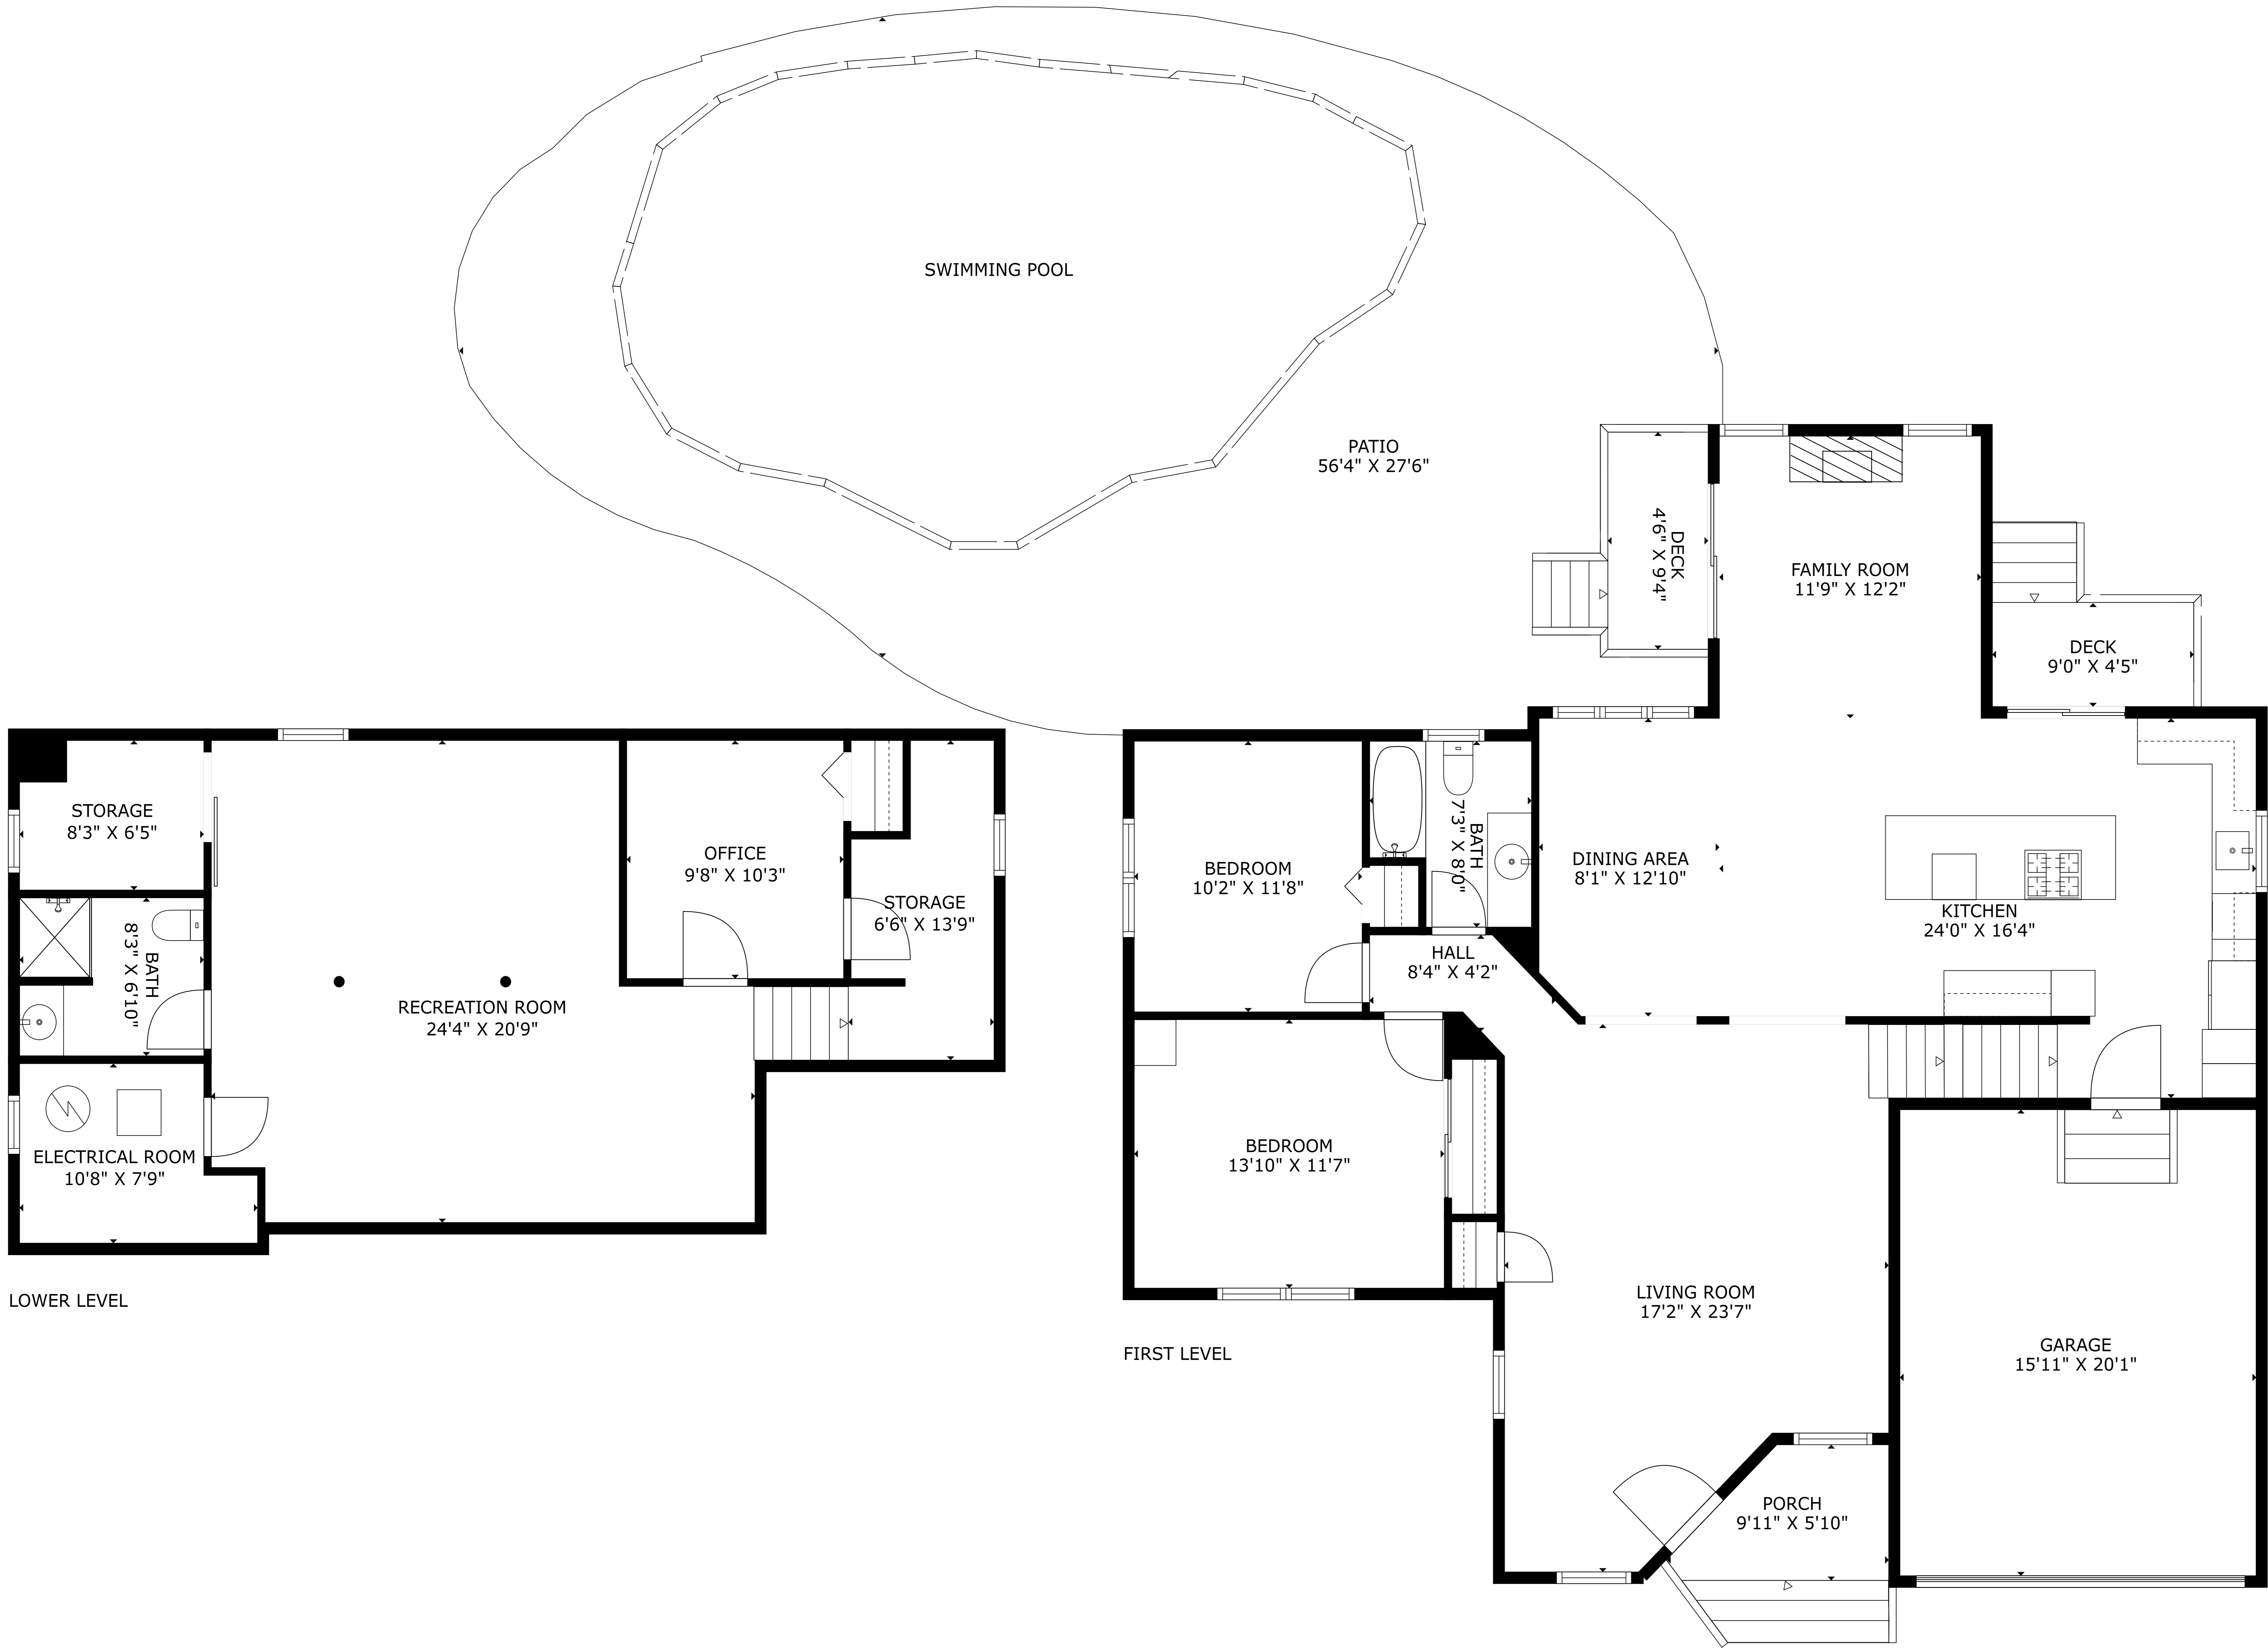 SWIMMING POOL
PATIO
56'4" X 27'6"
DECK
4'6" X 9'4"
FAMILY ROOM
11'9" X 12'2"
DECK
9'0" X 4'5"
STORAGE
8'3" X 6'5"
OFFICE
9'8" X 10'3"
STORAGE
6'6" X 13'9"
BATH
8'3" X 6'10"
RECREATION ROOM
24'4" X 20'9"
ELECTRICAL ROOM
10'8" X 7'9"
LOWER LEVEL
BEDROOM
10'2" X 11'8"
BATH
7'3" X 8'0"
DINING AREA
8'1" X 12'10"
KITCHEN
24'0" X 16'4"
HALL
8'4" X 4'2"
BEDROOM
13'10" X 11'7"
LIVING ROOM
17'2" X 23'7"
GARAGE
15'11" X 20'1"
PORCH
9'11" X 5'10"
FIRST LEVEL